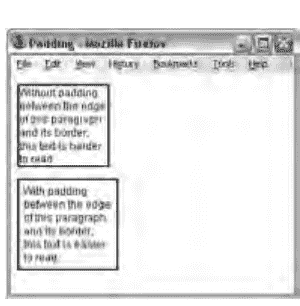 Padding - Mozilla Firefox
File Edit View History Bookmarks Tools Help
Without padding
between the edge
of this paragraph
and its border,
this text is harder
to read.
With padding
between the edge
of this paragraph
and its border,
this text is easier
to read.